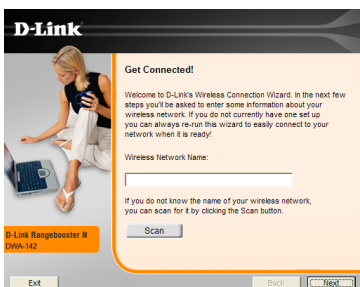 D-Link
Get Connected!
Welcome to D-Link's Wireless Connection Wizard. In the next few
steps you'll be asked to enter some information about your
wireless network. If you do not currently have one set up
you can always re-run this wizard to easily connect to your
network when it is ready!
Wireless Network Name:
If you do not know the name of your wireless network,
you can scan for it by clicking the Scan button.
Scan
D-Link Rangebooster N
DWA-142
Exit
Back
Next